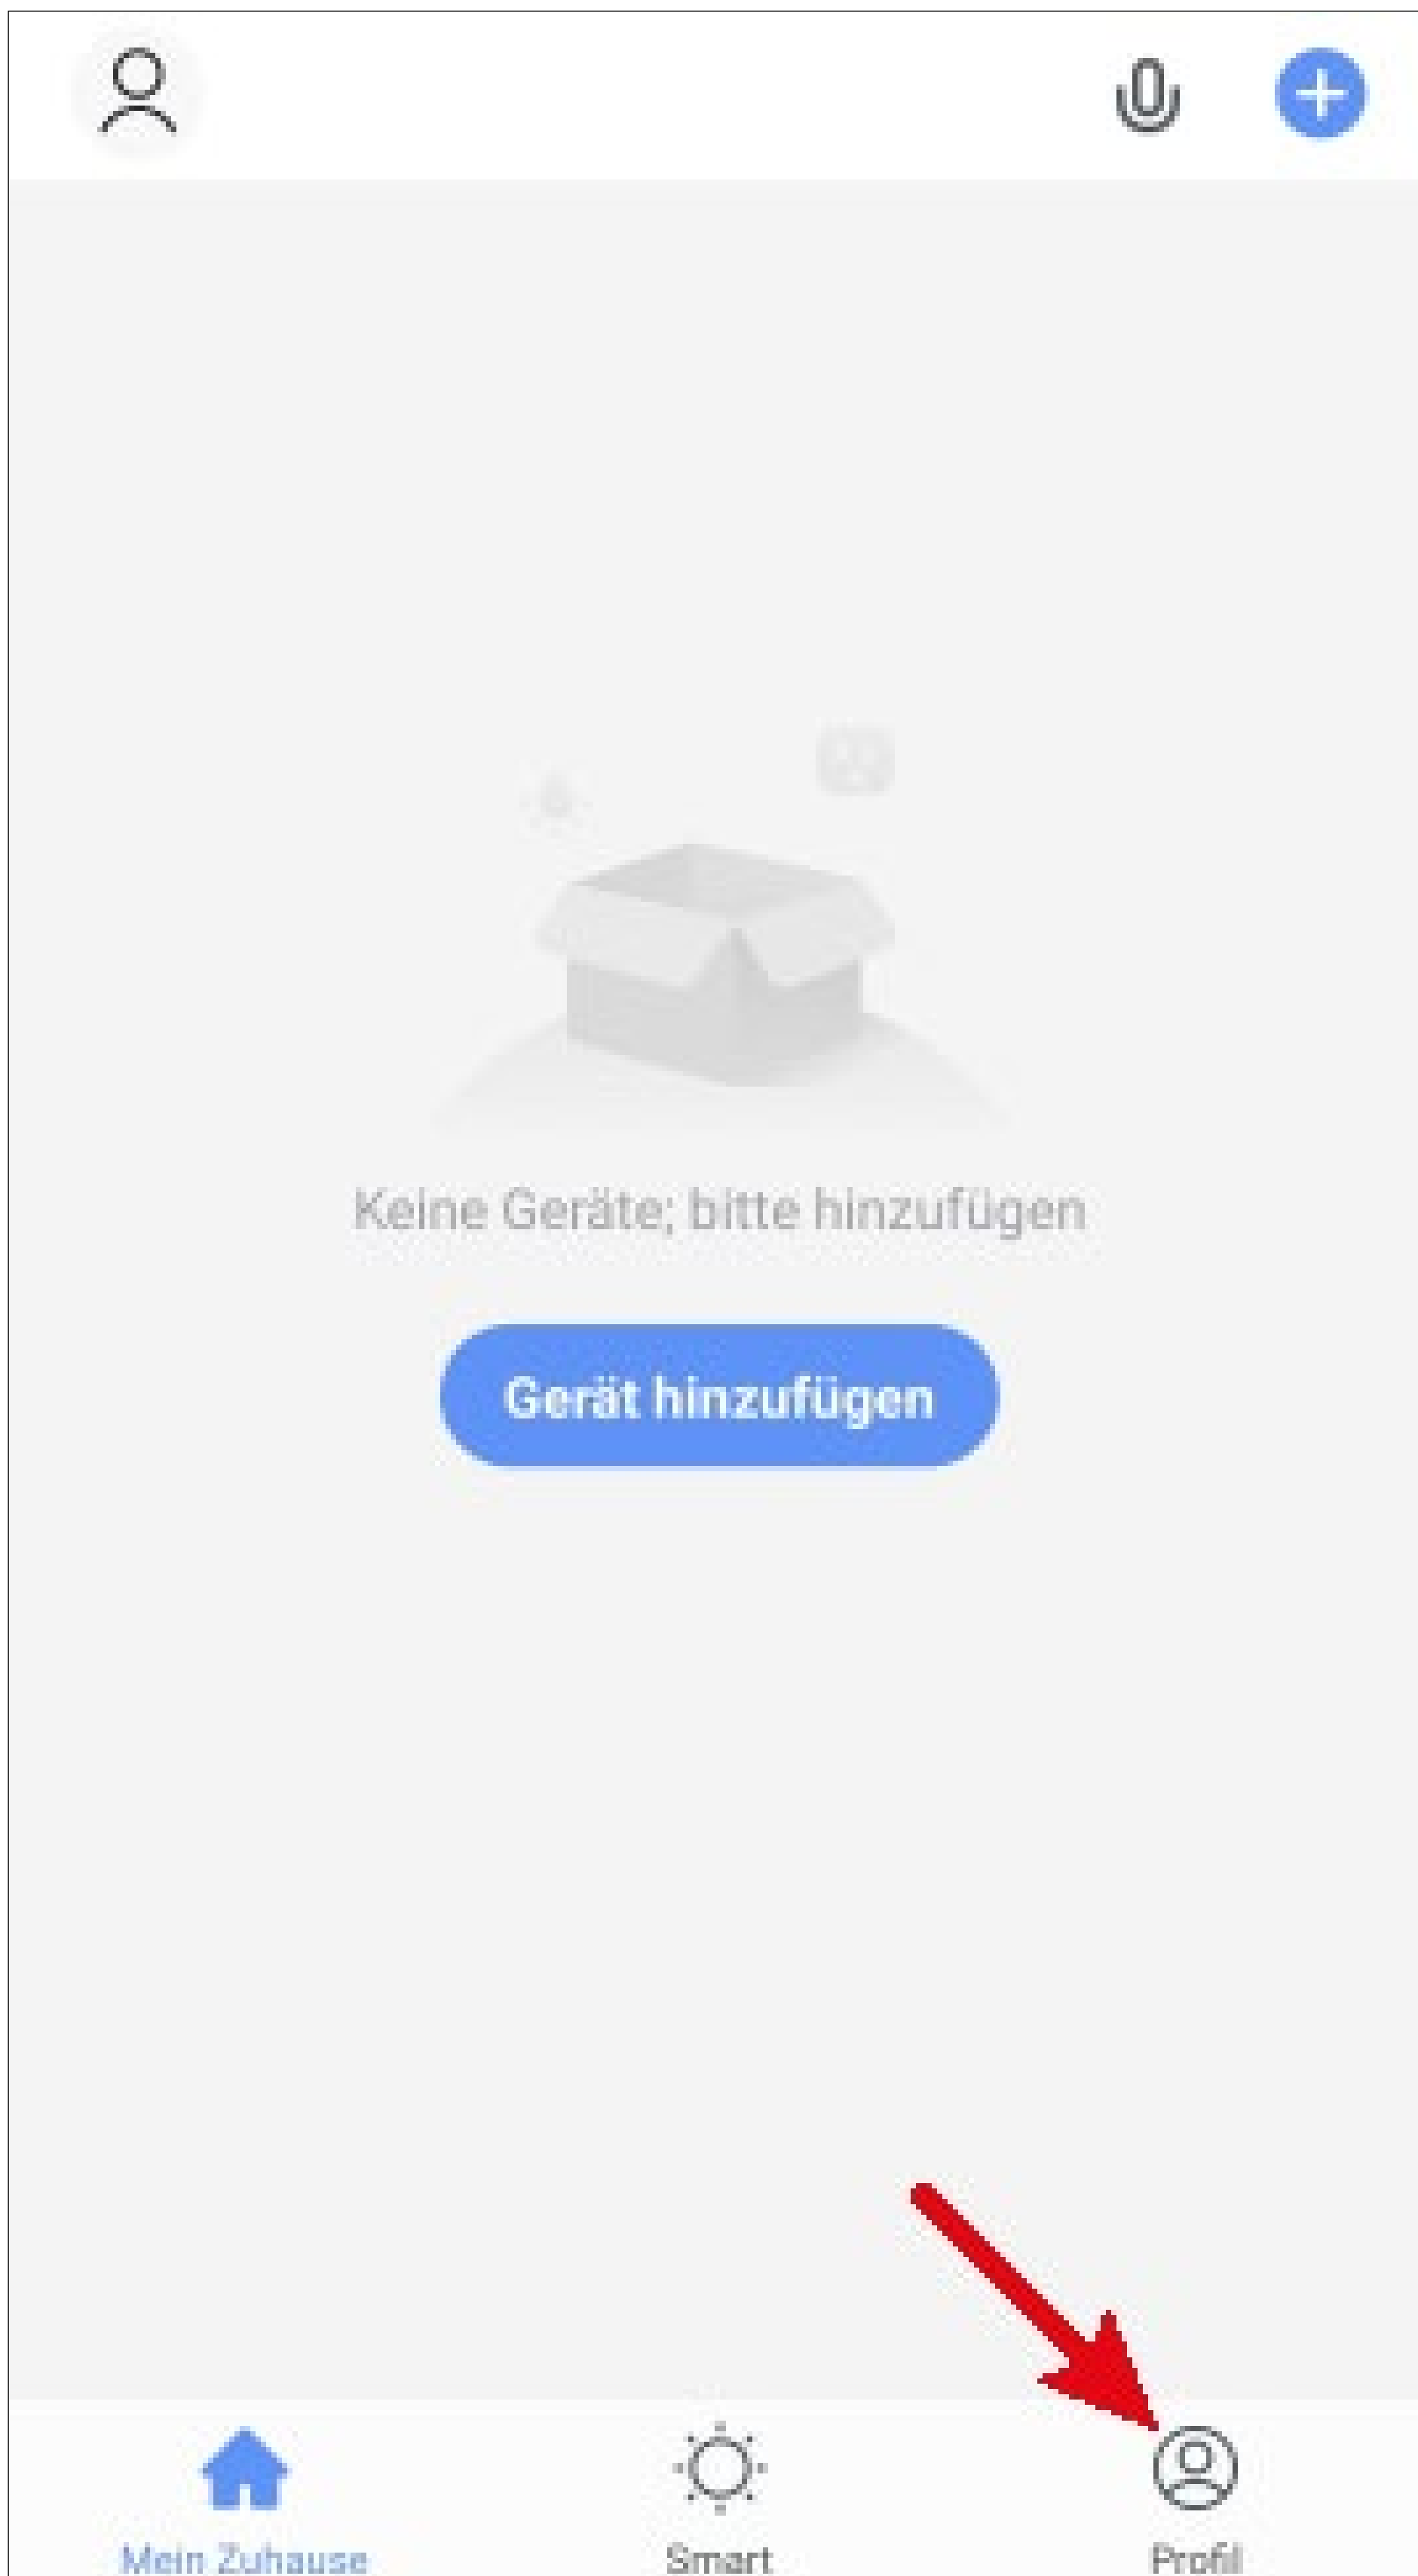 Keine Geräte; bitte hinzufügen
Gerät hinzufügen
Mein Zuhause
Smart
Profil